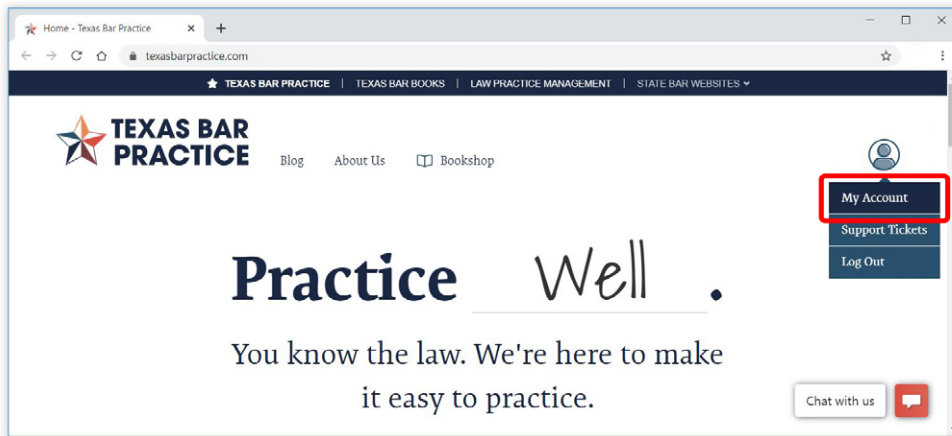 Home - Texas Bar Practice
texasbarpractice.com
TEXAS BAR PRACTICE | TEXAS BAR BOOKS | LAW PRACTICE MANAGEMENT | STATE BAR WEBSITES
TEXAS BAR
PRACTICE
Blog About Us Bookshop
My Account
Support Tickets
Log Out
Practice Well .
You know the law. We're here to make
it easy to practice.
Chat with us